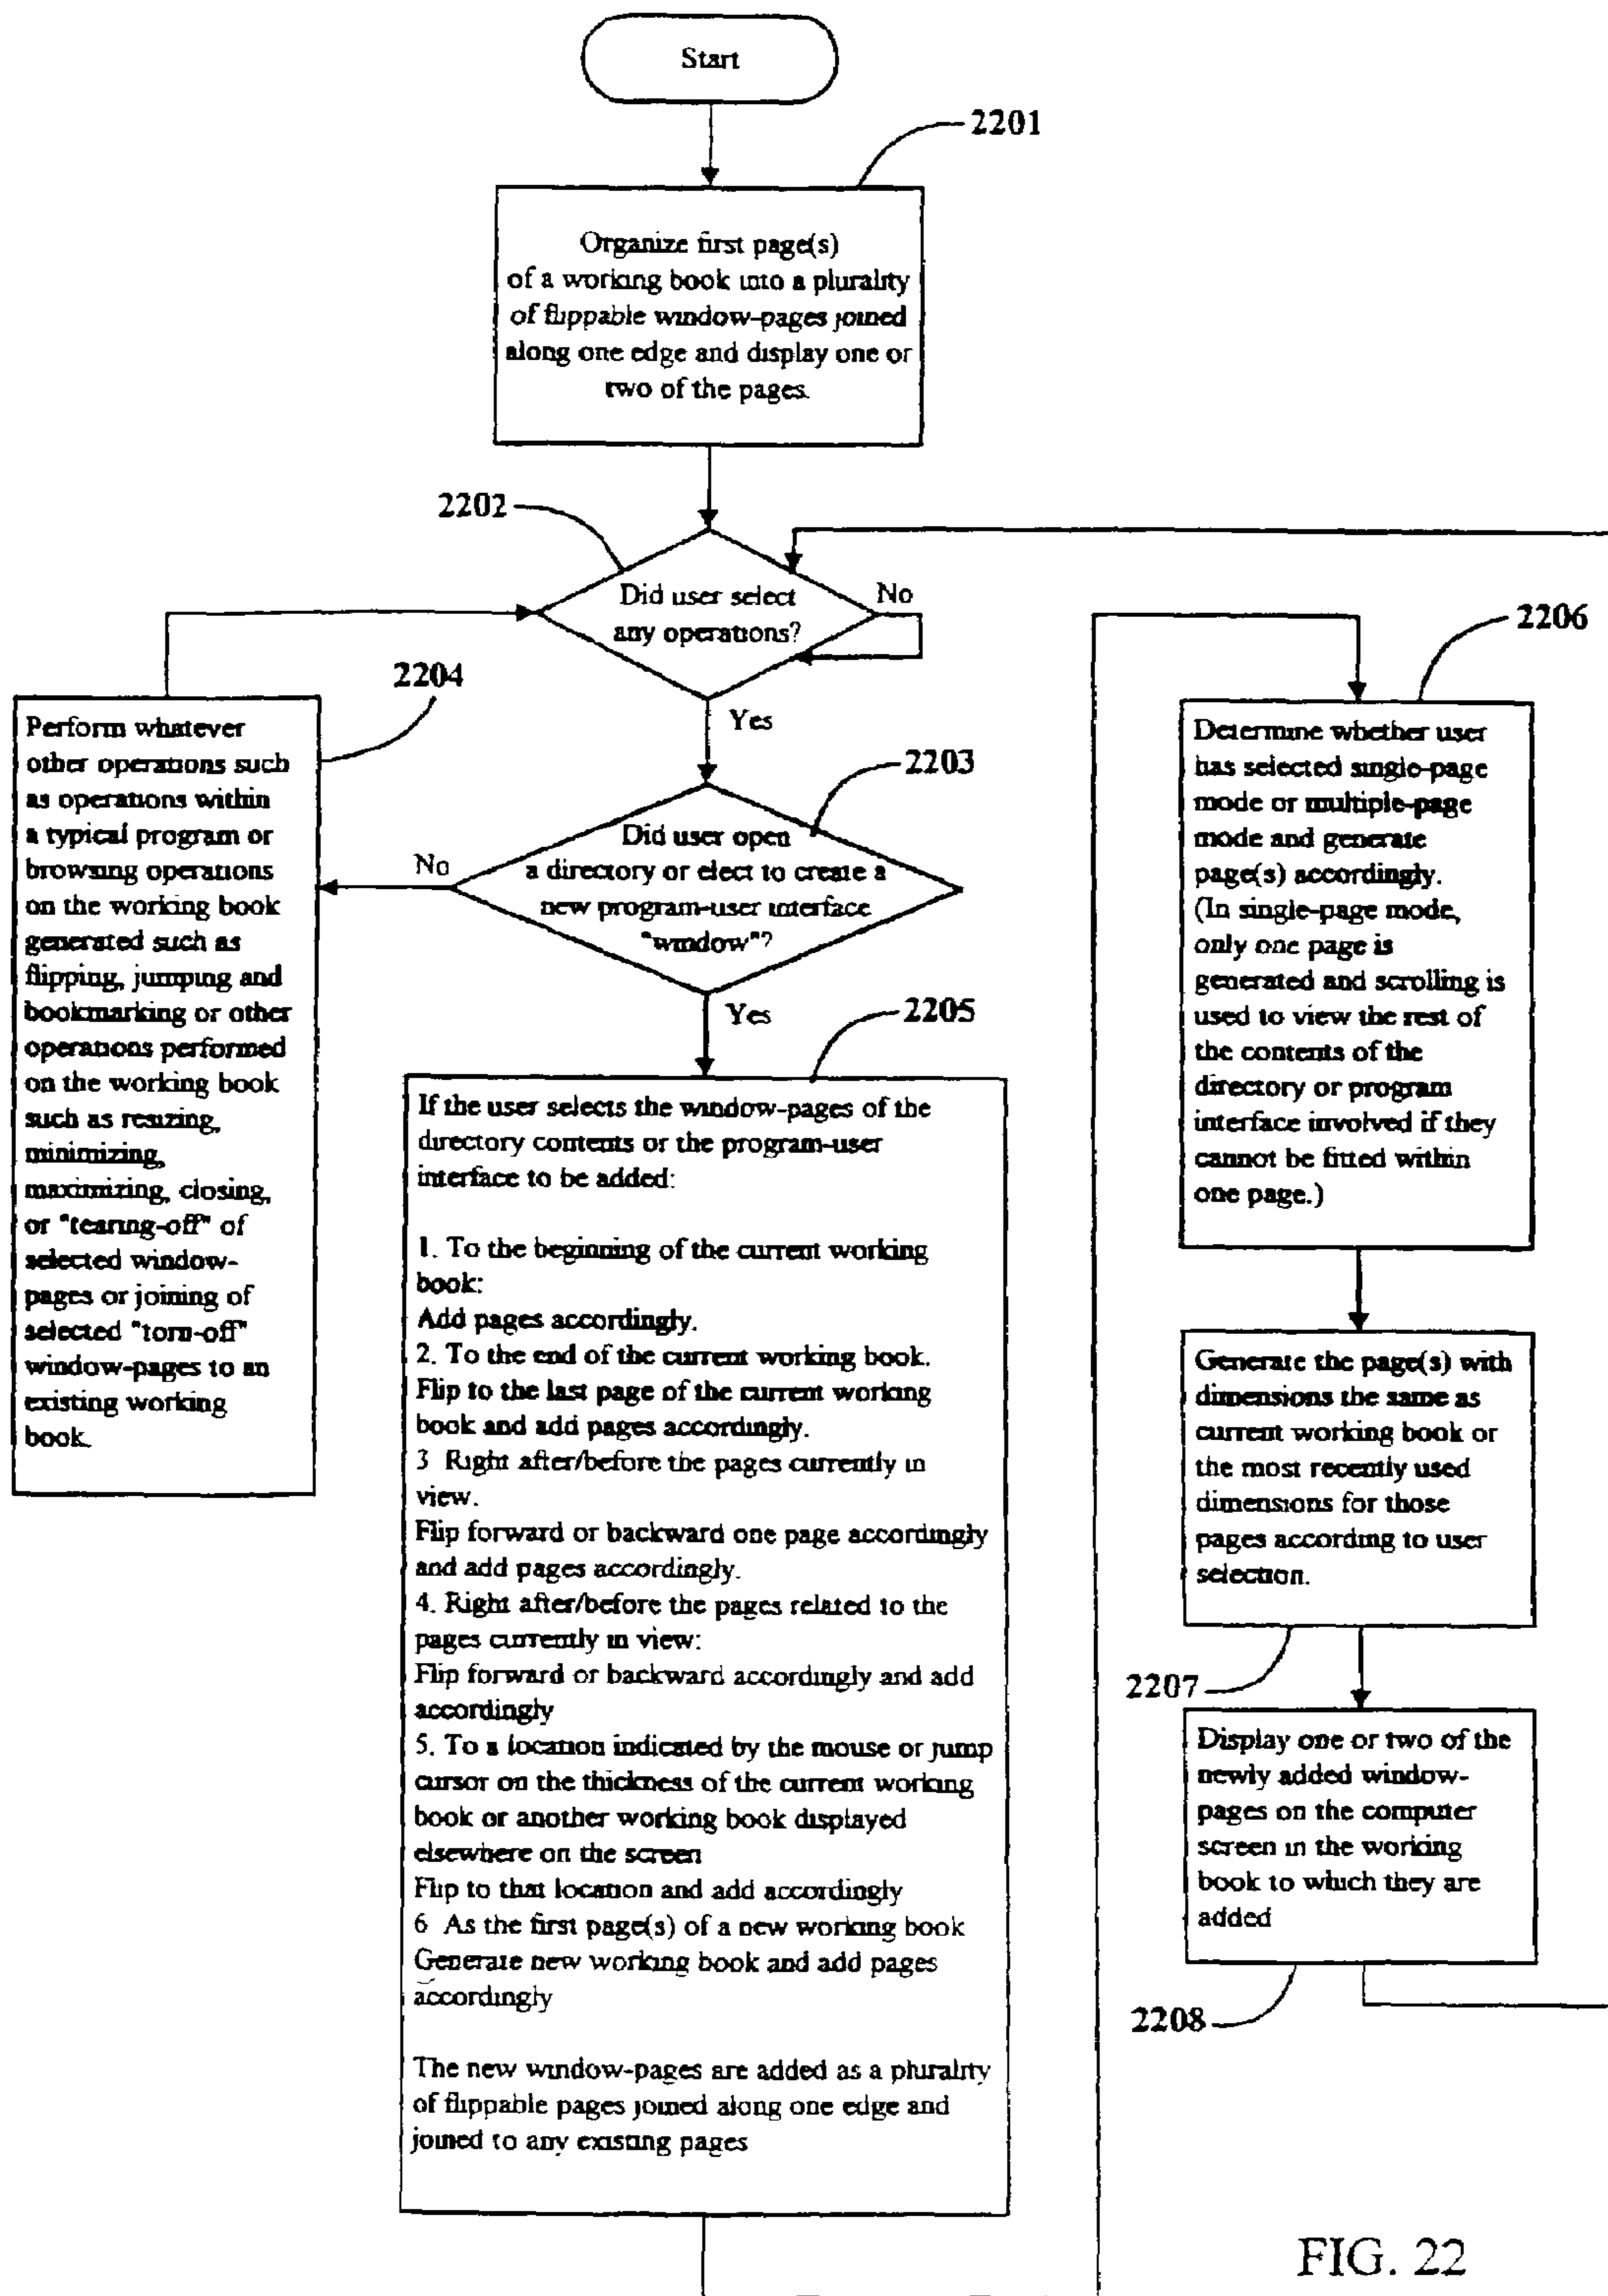 Start
2201
Organize first page(s)
of a working book into a plurality
of flippable window-pages joined
along one edge and display one or
two of the pages.
2202
Did user select
any operations?
No
Yes
2204
Perform whatever
other operations such
as operations within
a typical program or
browsing operations
on the working book
generated such as
flipping, jumping and
bookmarking or other
operations performed
on the working book
such as resizing,
minimizing,
maximizing, closing,
or "tearing-off" of
selected window-
pages or joining of
selected "torn-off"
window-pages to an
existing working
book.
2203
Did user open
a directory or elect to create a
new program-user interface
"window"?
No
Yes
2205
If the user selects the window-pages of the
directory contents or the program-user
interface to be added:
1. To the beginning of the current working
book:
Add pages accordingly.
2. To the end of the current working book.
Flip to the last page of the current working
book and add pages accordingly.
3 Right after/before the pages currently in
view.
Flip forward or backward one page accordingly
and add pages accordingly.
4. Right after/before the pages related to the
pages currently in view:
Flip forward or backward accordingly and add
accordingly
5. To a location indicated by the mouse or jump
cursor on the thickness of the current working
book or another working book displayed
elsewhere on the screen
Flip to that location and add accordingly
6 As the first page(s) of a new working book
Generate new working book and add pages
accordingly
The new window-pages are added as a plurality
of flippable pages joined along one edge and
joined to any existing pages
2206
Determine whether user
has selected single-page
mode or multiple-page
mode and generate
page(s) accordingly.
(In single-page mode,
only one page is
generated and scrolling is
used to view the rest of
the contents of the
directory or program
interface involved if they
cannot be fitted within
one page.)
Generate the page(s) with
dimensions the same as
current working book or
the most recently used
dimensions for those
pages according to user
selection.
2207
Display one or two of the
newly added window-
pages on the computer
screen in the working
book to which they are
added
2208
FIG. 22